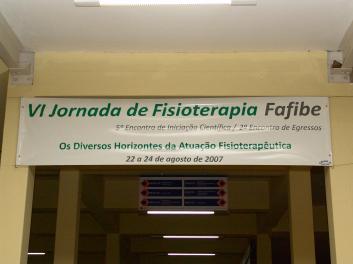 VI Jornada de Fisioterapia Fafibe
5º Encontro de Iniciação Científica / 2º Encontro de Egressos
Os Diversos Horizontes da Atuação Fisioterapêutica
22 a 24 de agosto de 2007